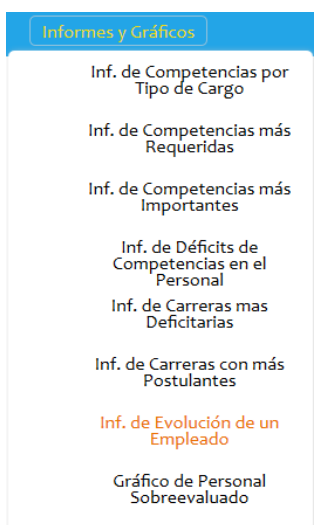 Informes y Gráficos
Inf. de Competencias por
Tipo de Cargo
Inf. de Competencias más
Requeridas
Inf. de Competencias más
Importantes
Inf. de Déficits de
Competencias en el
Personal
Inf. de Carreras mas
Deficitarias
Inf. de Carreras con más
Postulantes
Inf. de Evolución de un
Empleado
Gráfico de Personal
Sobreevaluado